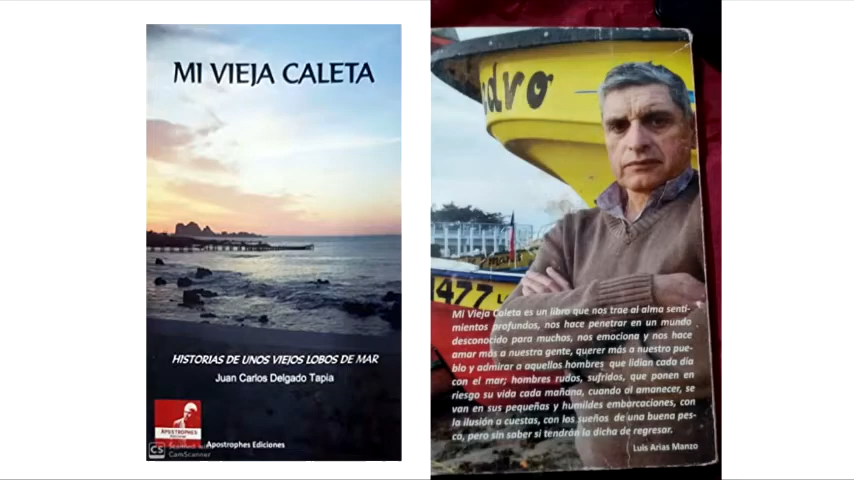 MI VIEJA CALETA
HISTORIAS DE UNOS VIEJOS LOBOS DE MAR
Juan Carlos Delgado Tapia
APOSTROPHES
Apostrophes Ediciones
CS
CamScanner
dro
1477
Mi Vieja Caleta es un libro que nos trae al alma senti-
mientos profundos, nos hace penetrar en un mundo
desconocido para muchos, nos emociona y nos hace
amar más a nuestra gente, querer más a nuestro pue-
blo y admirar a aquellos hombres que lidian cada día
con el mar; hombres rudos, sufridos, que ponen en
riesgo su vida cada mañana, cuando al amanecer, se
van en sus pequeñas y humildes embarcaciones, con
la ilusión a cuestas, con los sueños de una buena pes-
ca, pero sin saber si tendrán la dicha de regresar.
Luis Arias Manzo